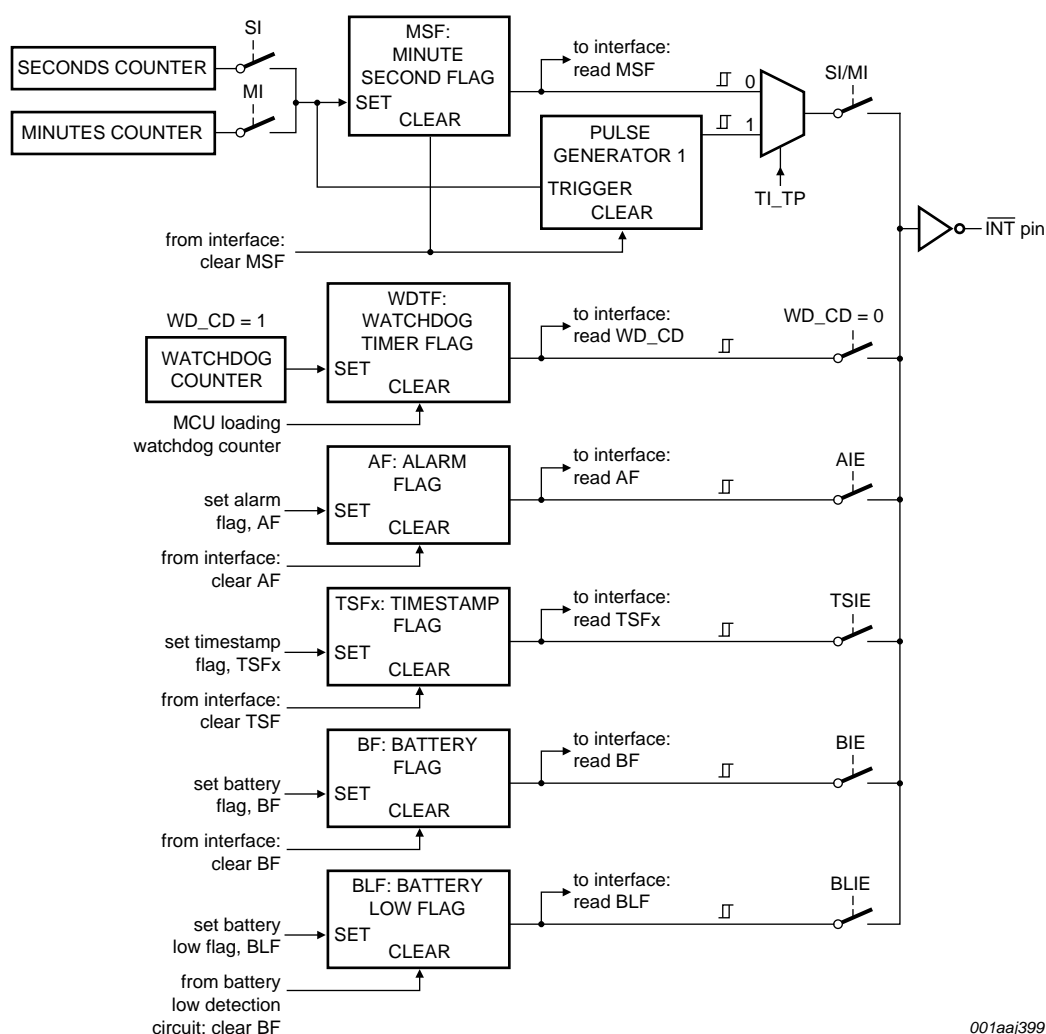 SI
SECONDS COUNTER
MI
MINUTES COUNTER
MSF:
MINUTE
SECOND FLAG
SET
CLEAR
to interface:
read MSF
0
1
SI/MI
TI_TP
PULSE
GENERATOR 1
TRIGGER
CLEAR
from interface:
clear MSF
INT pin
WD_CD = 1
WATCHDOG
COUNTER
WDTF:
WATCHDOG
TIMER FLAG
SET
CLEAR
to interface:
read WD_CD
WD_CD = 0
MCU loading
watchdog counter
AF: ALARM
FLAG
SET
CLEAR
to interface:
read AF
AIE
set alarm
flag, AF
from interface:
clear AF
TSFx: TIMESTAMP
FLAG
SET
CLEAR
to interface:
read TSFx
TSIE
set timestamp
flag, TSFx
from interface:
clear TSF
BF: BATTERY
FLAG
SET
CLEAR
to interface:
read BF
BIE
set battery
flag, BF
from interface:
clear BF
BLF: BATTERY
LOW FLAG
SET
CLEAR
to interface:
read BLF
BLIE
set battery
low flag, BLF
from battery
low detection
circuit: clear BF
001aaj399